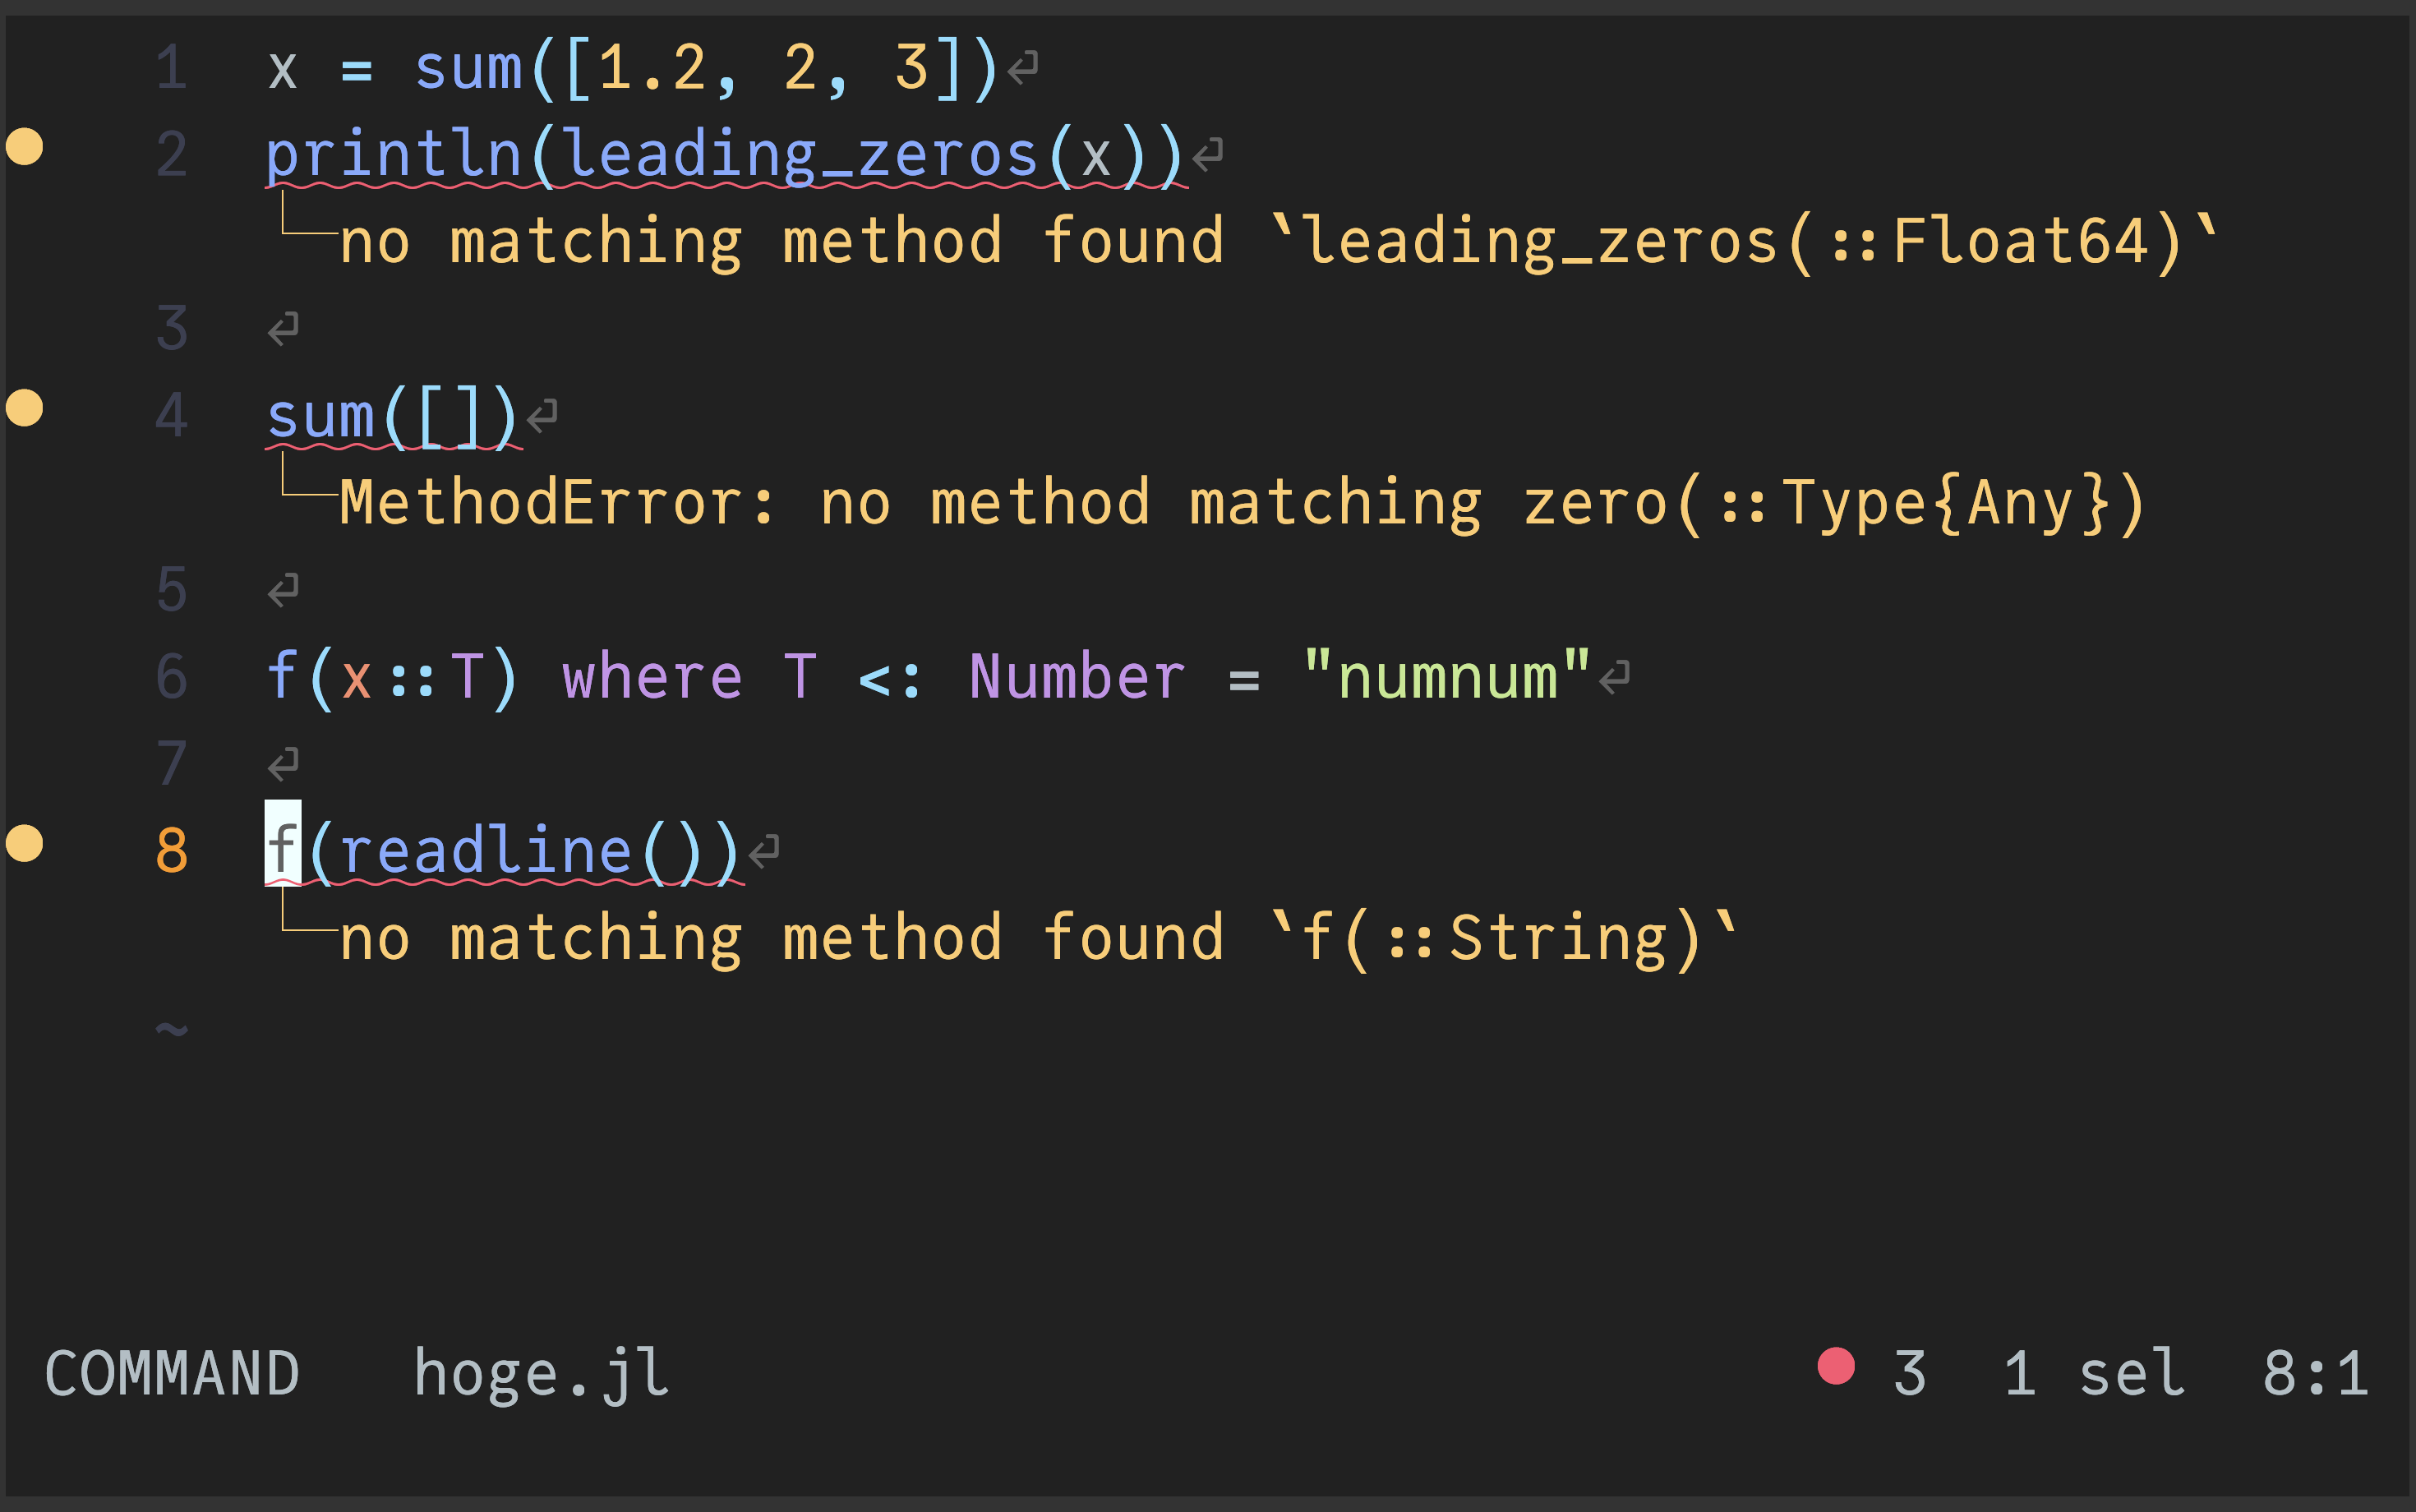 1 x = sum([1.2, 2, 3])⏎
2 println(leading_zeros(x))⏎
no matching method found `leading_zeros(::Float64)`
3 ⏎
4 sum([])⏎
MethodError: no method matching zero(::Type{Any})
5 ⏎
6 f(x::T) where T <: Number = "numnum"⏎
7 ⏎
8 f(readline())⏎
no matching method found `f(::String)`
~
COMMAND hoge.jl ● 3 1 sel 8:1